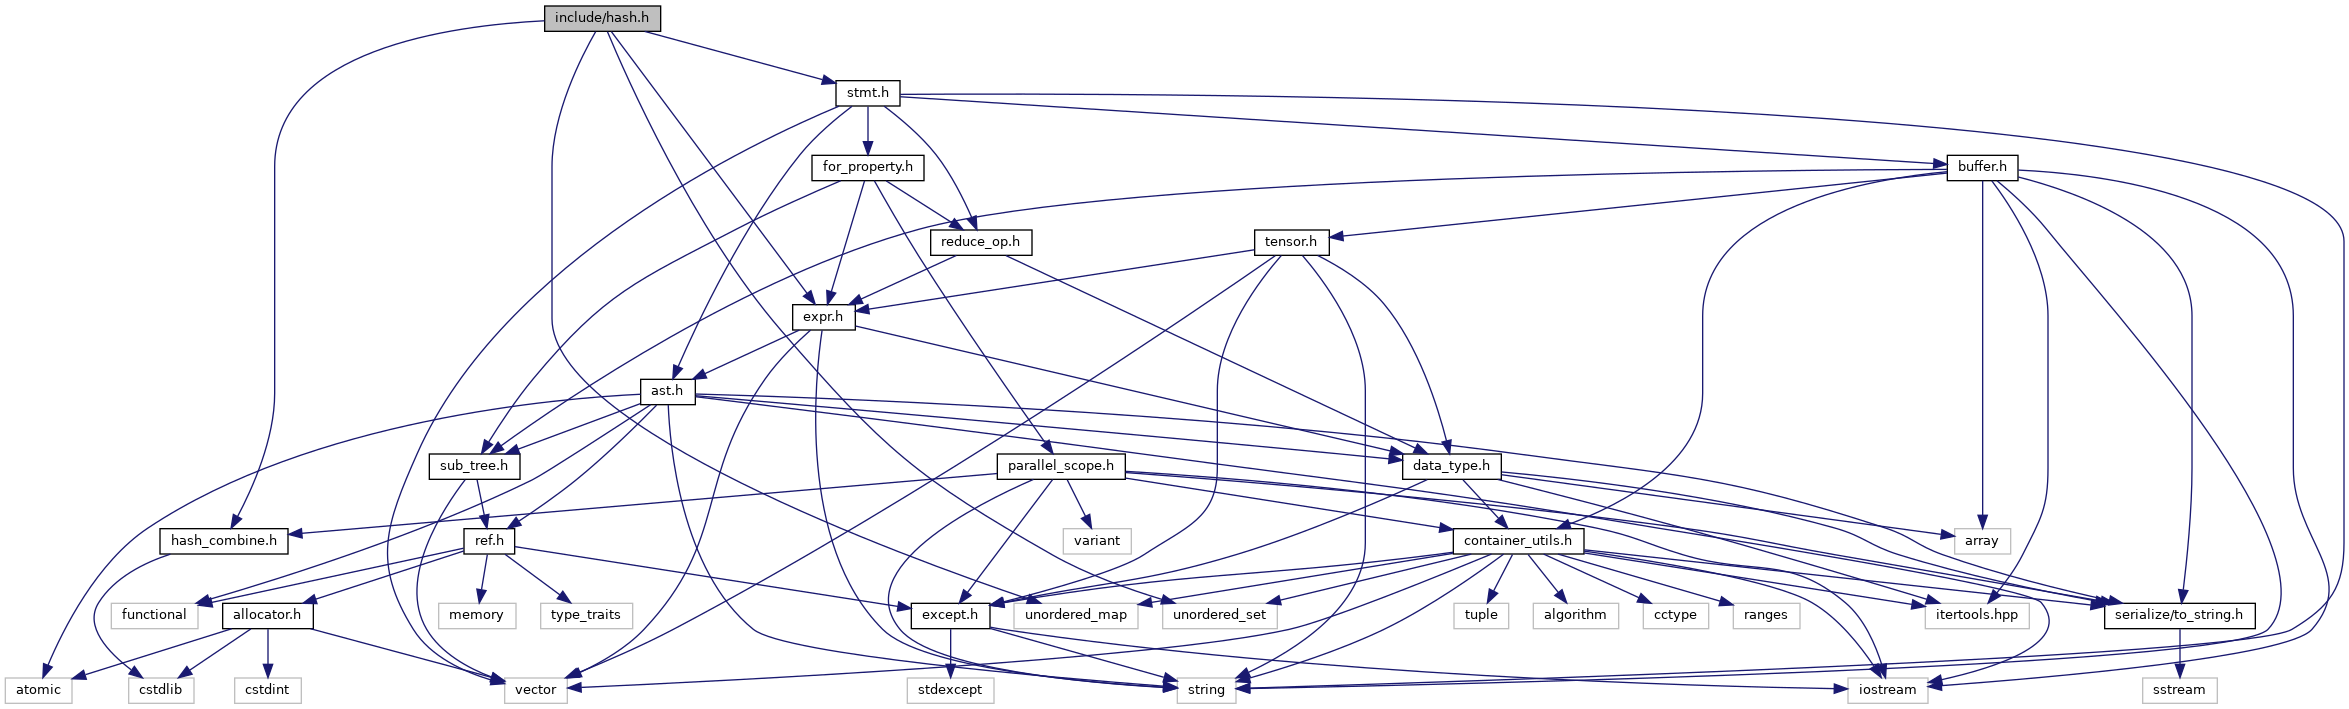 include/hash.h
stmt.h
for_property.h
buffer.h
reduce_op.h
tensor.h
expr.h
ast.h
sub_tree.h
parallel_scope.h
data_type.h
hash_combine.h
ref.h
variant
container_utils.h
array
functional
allocator.h
memory
type_traits
except.h
unordered_map
unordered_set
tuple
algorithm
cctype
ranges
itertools.hpp
serialize/to_string.h
atomic
cstdlib
cstdint
vector
stdexcept
string
iostream
sstream